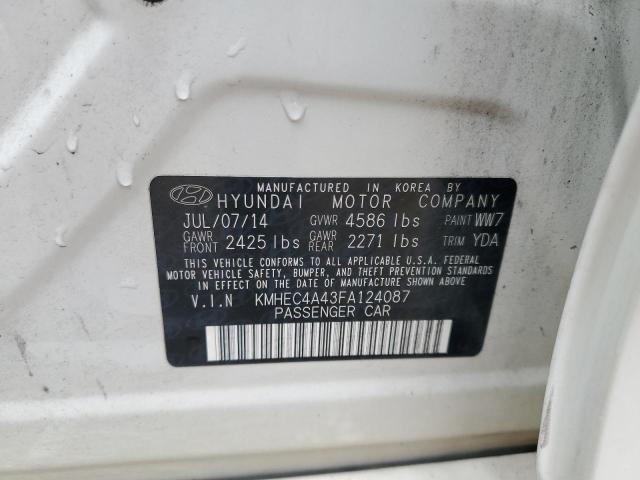 MANUFACTURED IN KOREA BY
HYUNDAI MOTOR COMPANY
JUL/07/14 GVWR 4586 lbs PAINT WW7
GAWR FRONT 2425 lbs GAWR REAR 2271 lbs TRIM YDA
THIS VEHICLE CONFORMS TO ALL APPLICABLE U.S.A. FEDERAL
MOTOR VEHICLE SAFETY, BUMPER, AND THEFT PREVENTION STANDARDS
IN EFFECT ON THE DATE OF MANUFACTURE SHOWN ABOVE.
V.I.N KMHEC4A43FA124087
PASSENGER CAR